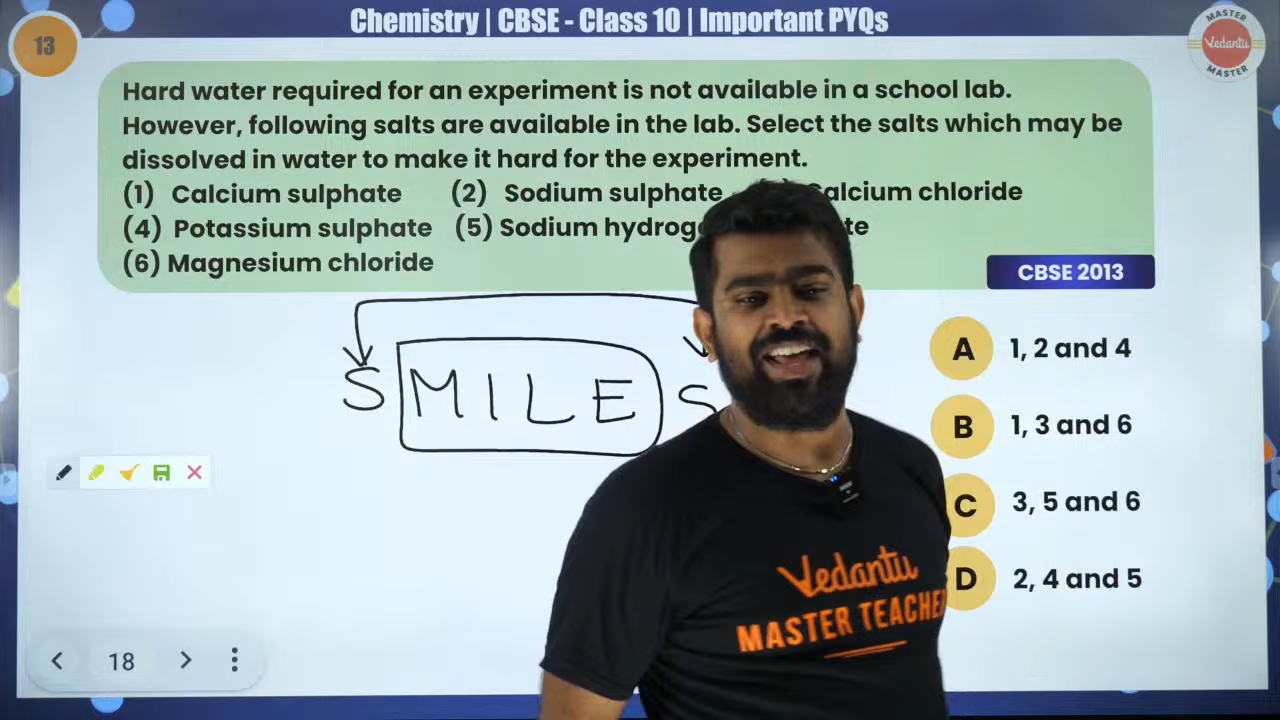 Chemistry | CBSE - Class 10 | Important PYQs
13
MASTER
Vedantu
MASTER
Hard water required for an experiment is not available in a school lab.
However, following salts are available in the lab. Select the salts which may be
dissolved in water to make it hard for the experiment.
(1) Calcium sulphate (2) Sodium sulphate alcium chloride
(4) Potassium sulphate (5) Sodium hydrog te
(6) Magnesium chloride
CBSE 2013
S MILE S
A 1, 2 and 4
B 1, 3 and 6
C 3, 5 and 6
D 2, 4 and 5
Vedantu
MASTER TEACHE
18